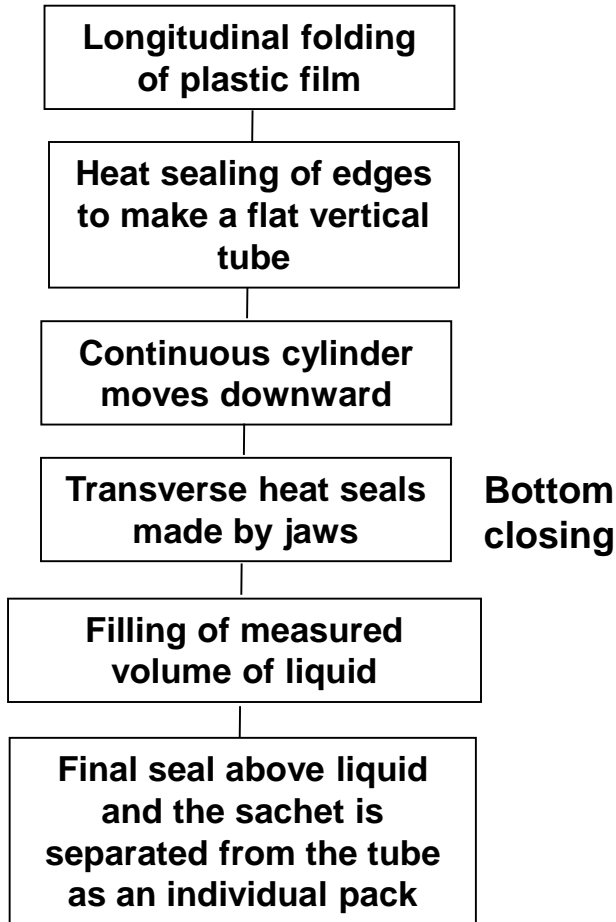 Longitudinal folding
of plastic film
Heat sealing of edges
to make a flat vertical
tube
Continuous cylinder
moves downward
Transverse heat seals
made by jaws
Bottom
closing
Filling of measured
volume of liquid
Final seal above liquid
and the sachet is
separated from the tube
as an individual pack